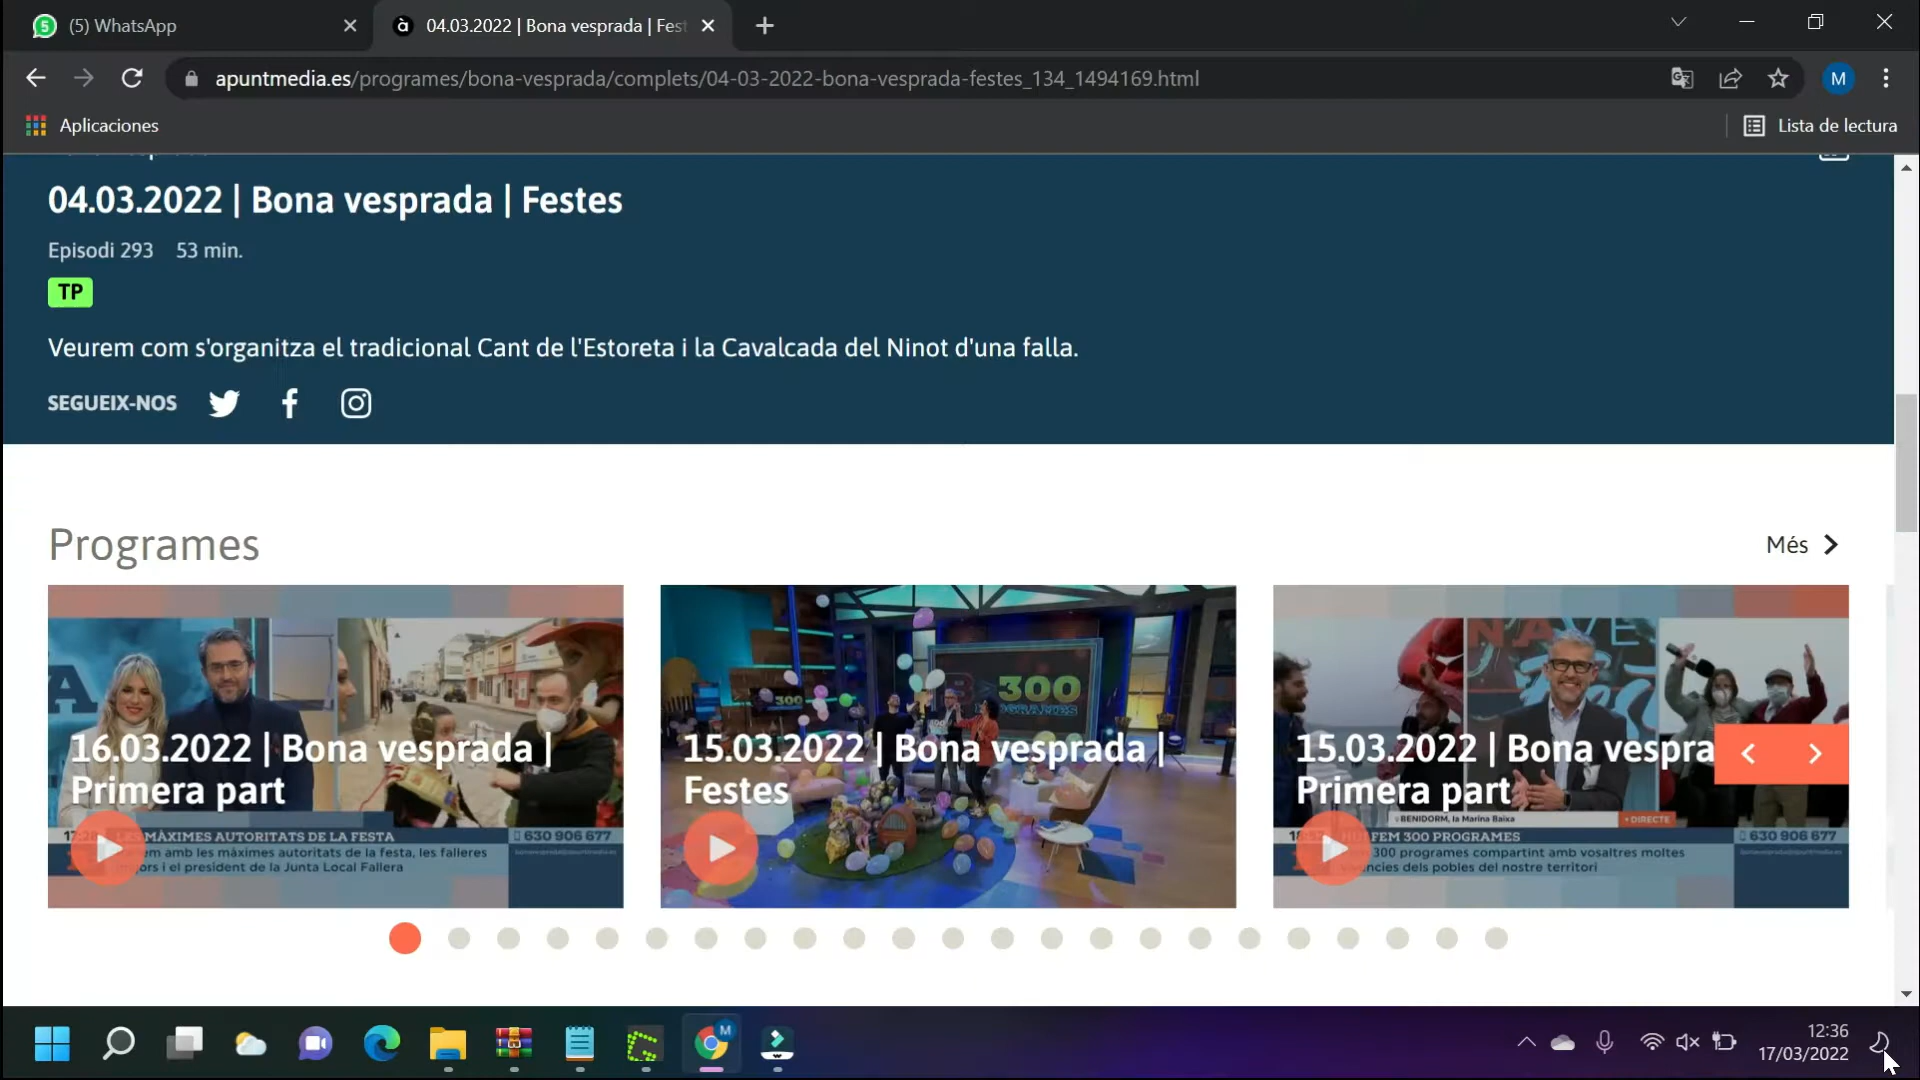 (5) WhatsApp
04.03.2022 | Bona vesprada | Fest
apuntmedia.es/programes/bona-vesprada/complets/04-03-2022-bona-vesprada-festes_134_1494169.html
M
Aplicaciones
Lista de lectura
04.03.2022 | Bona vesprada | Festes
Episodi 293 53 min.
TP
Veurem com s'organitza el tradicional Cant de l'Estoreta i la Cavalcada del Ninot d'una falla.
SEGUEIX-NOS
Programes
Més
16.03.2022 | Bona vesprada |
Primera part
MÀXIMES AUTORITATS DE LA FESTA
630 906 677
amb les màximes autoritats de la festa, les falleres
i el president de la Junta Local Fallera
300
15.03.2022 | Bona vesprada |
Festes
15.03.2022 | Bona vespra
Primera part
BENIDORM, la Marina Baixa
DIRECTE
FEM 300 PROGRAMES
630 906 677
300 programes compartint amb vosaltres moltes
dels pobles del nostre territori
12:36
17/03/2022